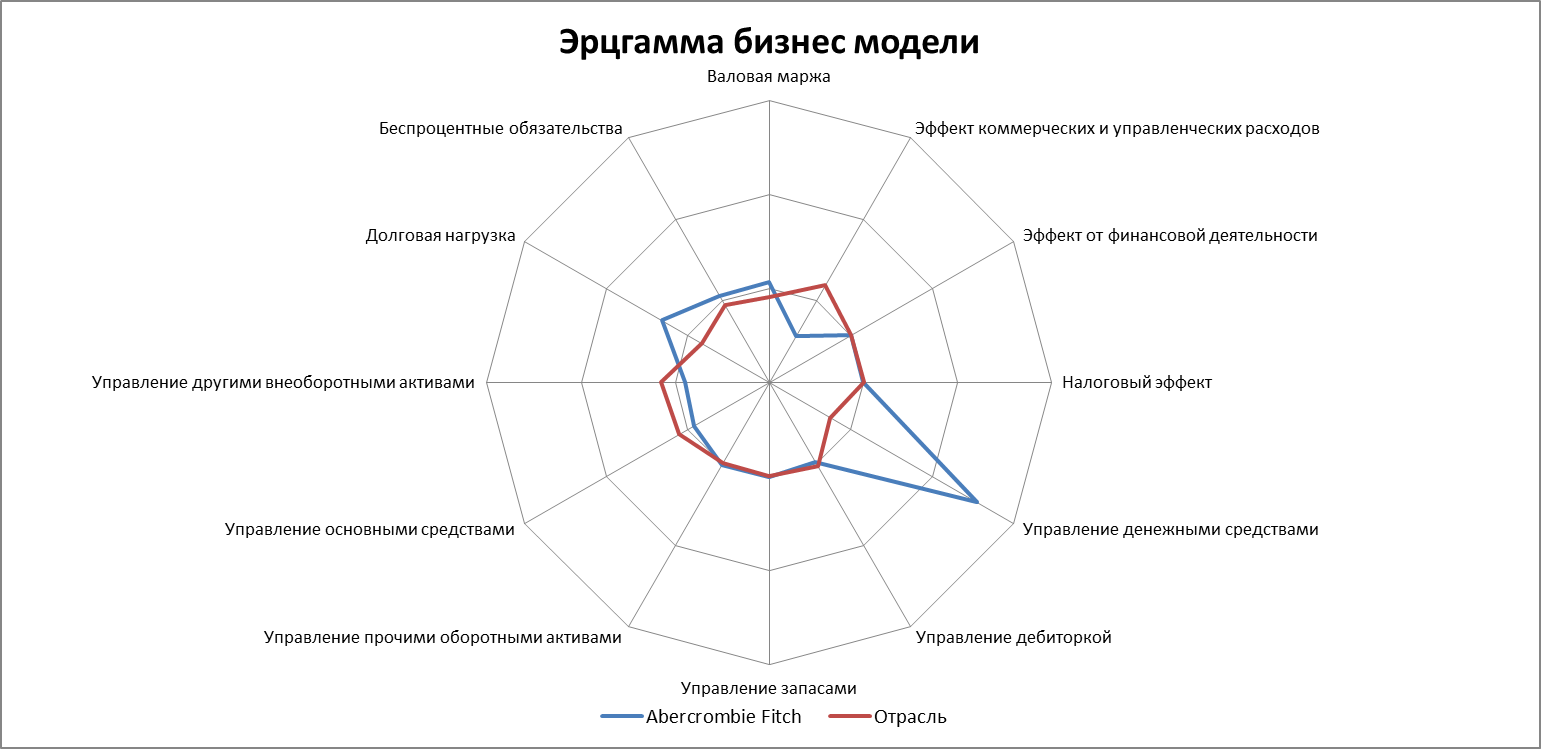 Эрцгамма бизнес модели
Валовая маржа
Беспроцентные обязательства
Эффект коммерческих и управленческих расходов
Долговая нагрузка
Эффект от финансовой деятельности
Управление другими внеоборотными активами
Налоговый эффект
Управление основными средствами
Управление денежными средствами
Управление прочими оборотными активами
Управление дебиторкой
Управление запасами
Abercrombie Fitch
Отрасль